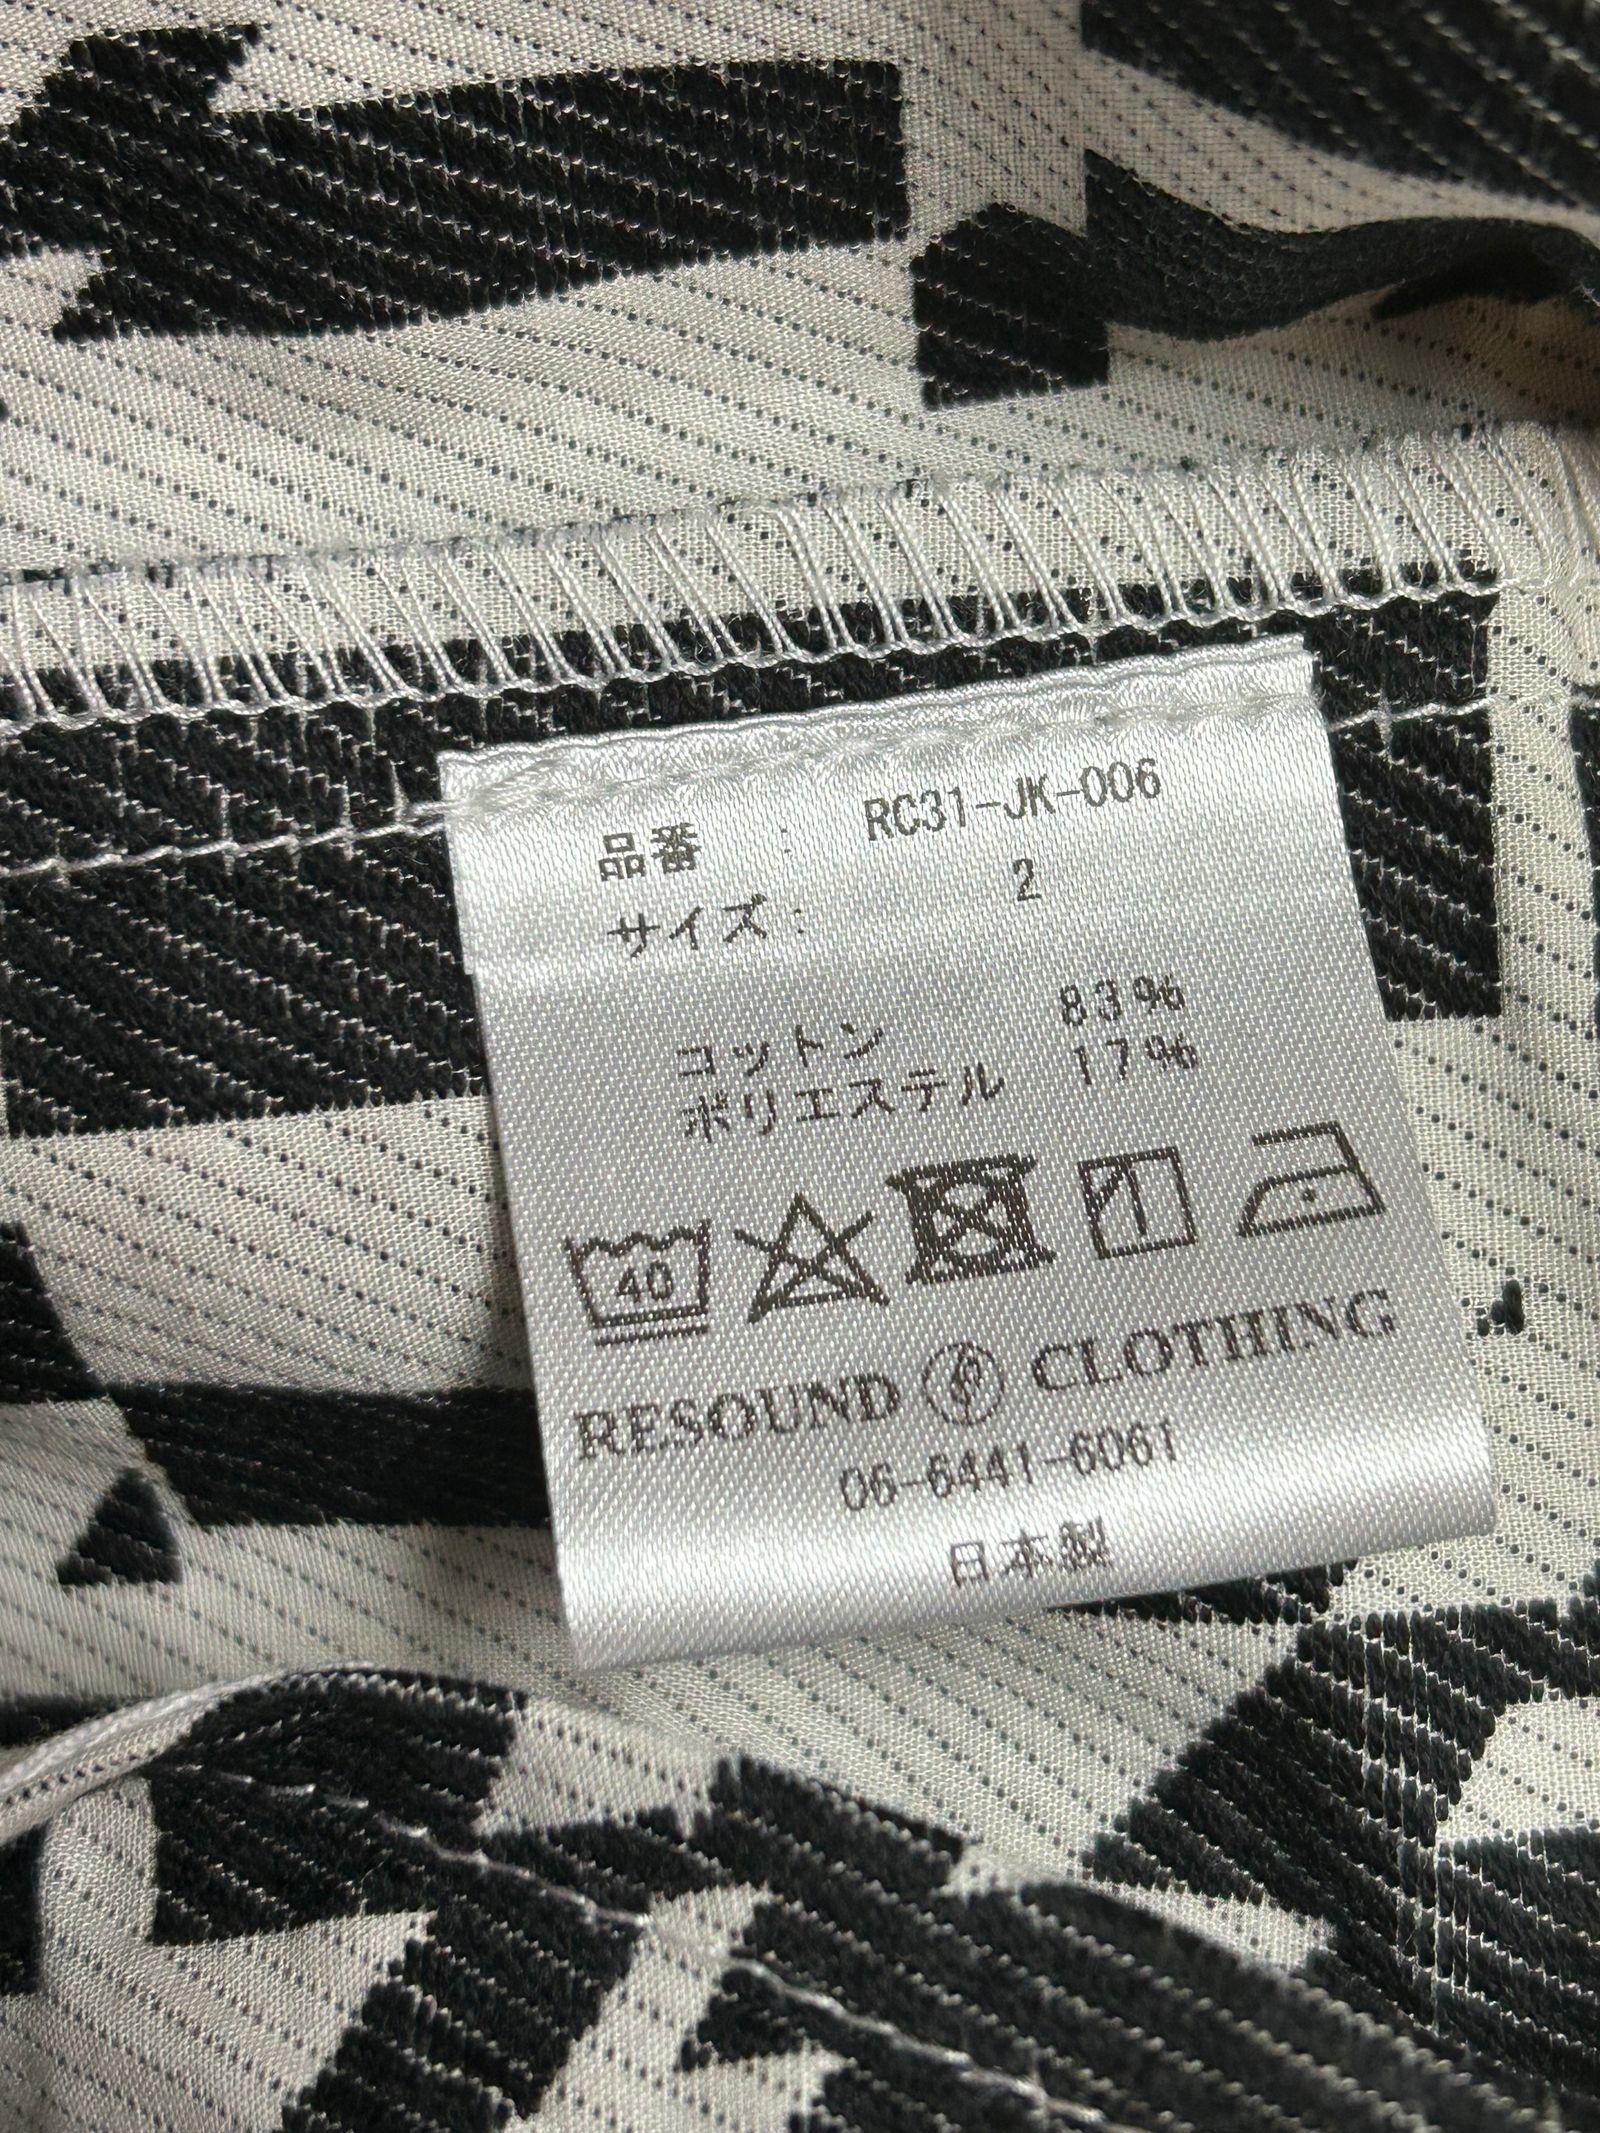 品番 : RC31-JK-006
サイズ: 2
コットン 83%
ポリエステル 17%
40
RESOUND CLOTHING
06-6441-6061
日本製